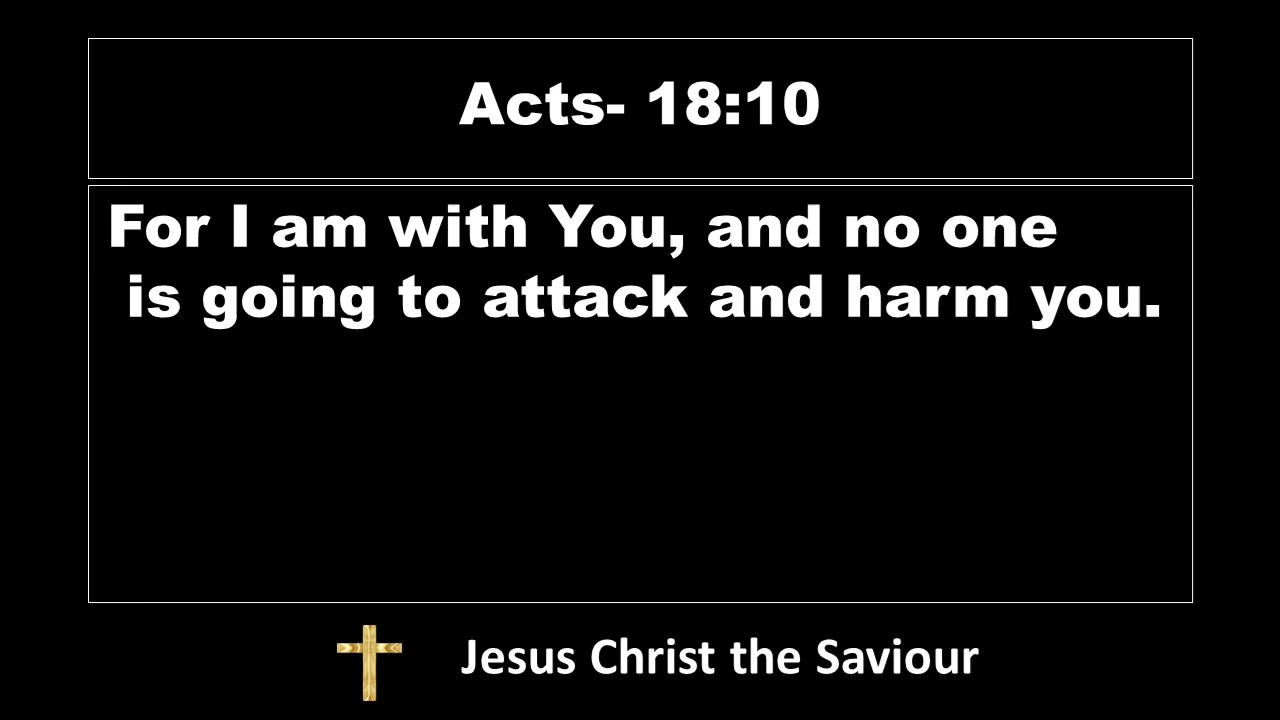 Acts- 18:10
For I am with You, and no one
is going to attack and harm you.
Jesus Christ the Saviour